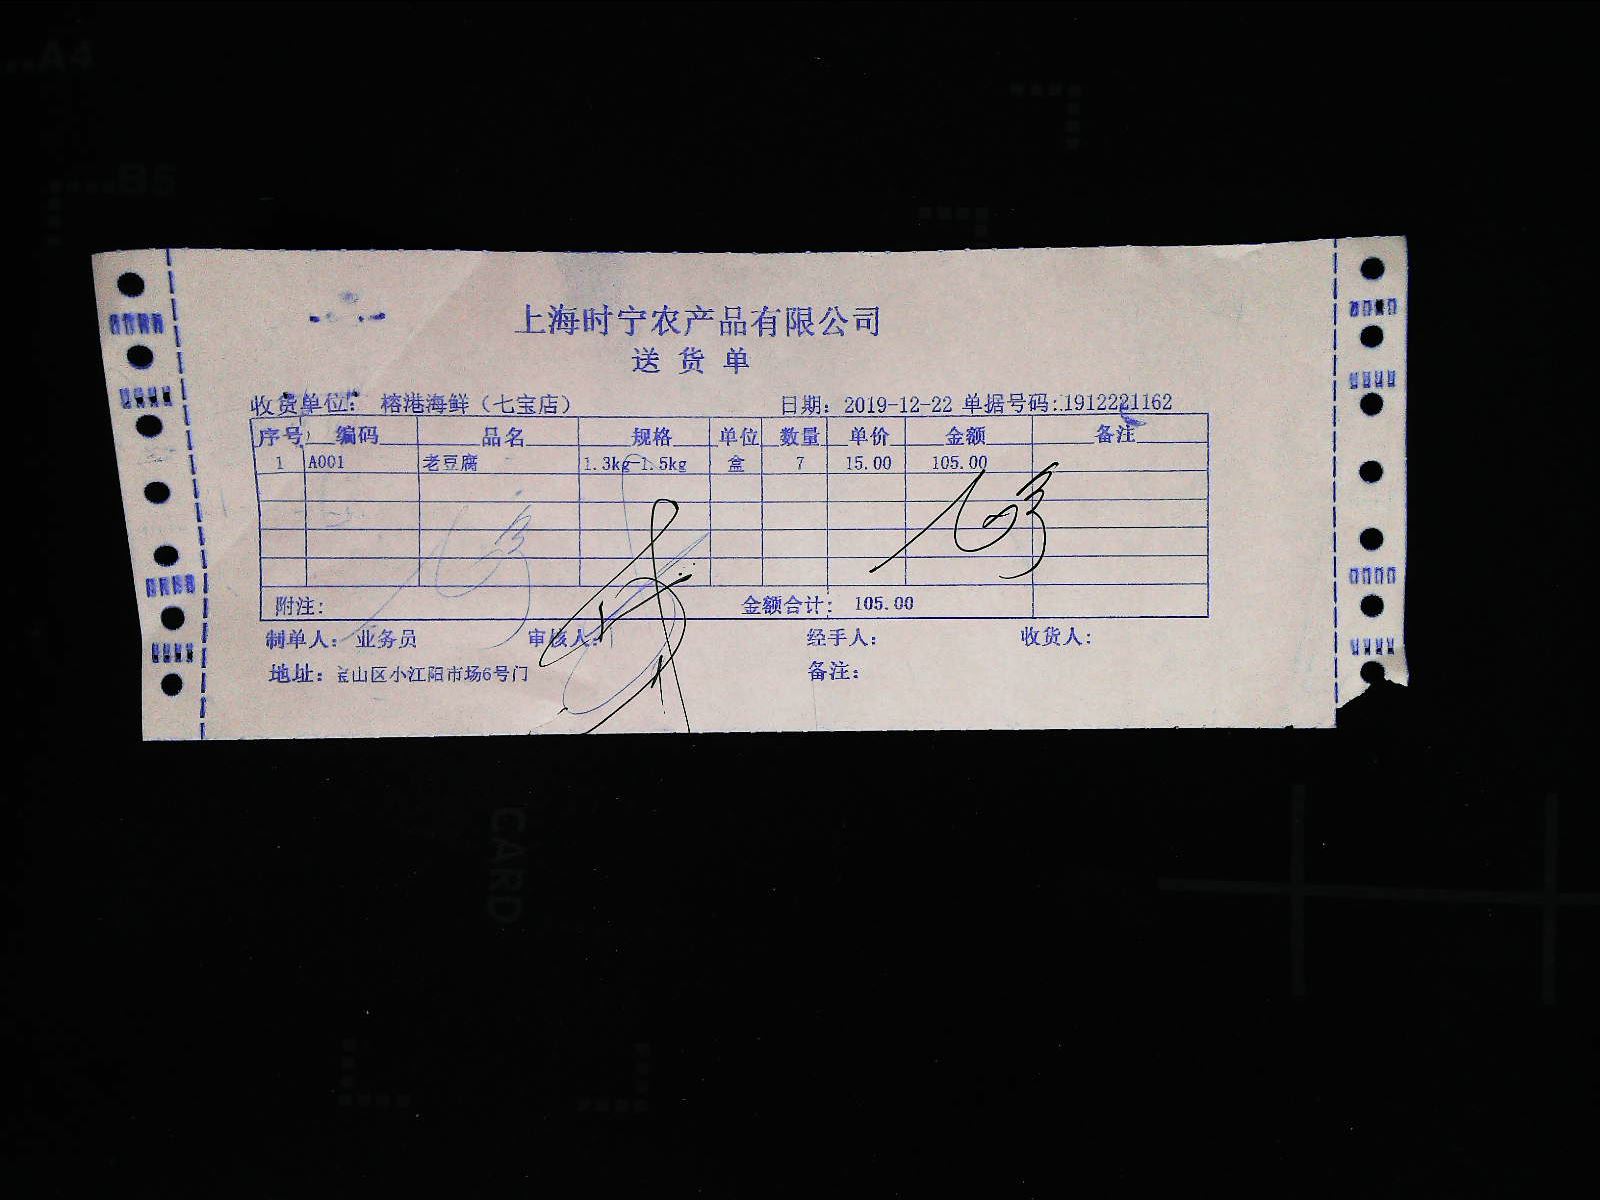 A4
B5
上海时宁农产品有限公司
送货单
收货单位: 榕港海鲜（七宝店） 日期: 2019-12-22 单据号码:1912221162
序号 编码 品名 规格 单位 数量 单价 金额 备注
1 A001 老豆腐 1.3kg-1.5kg 盒 7 15.00 105.00
附注: 金额合计: 105.00
制单人: 业务员 审核人: 经手人: 收货人:
地址: 宝山区小江阳市场6号门 备注:
CARD